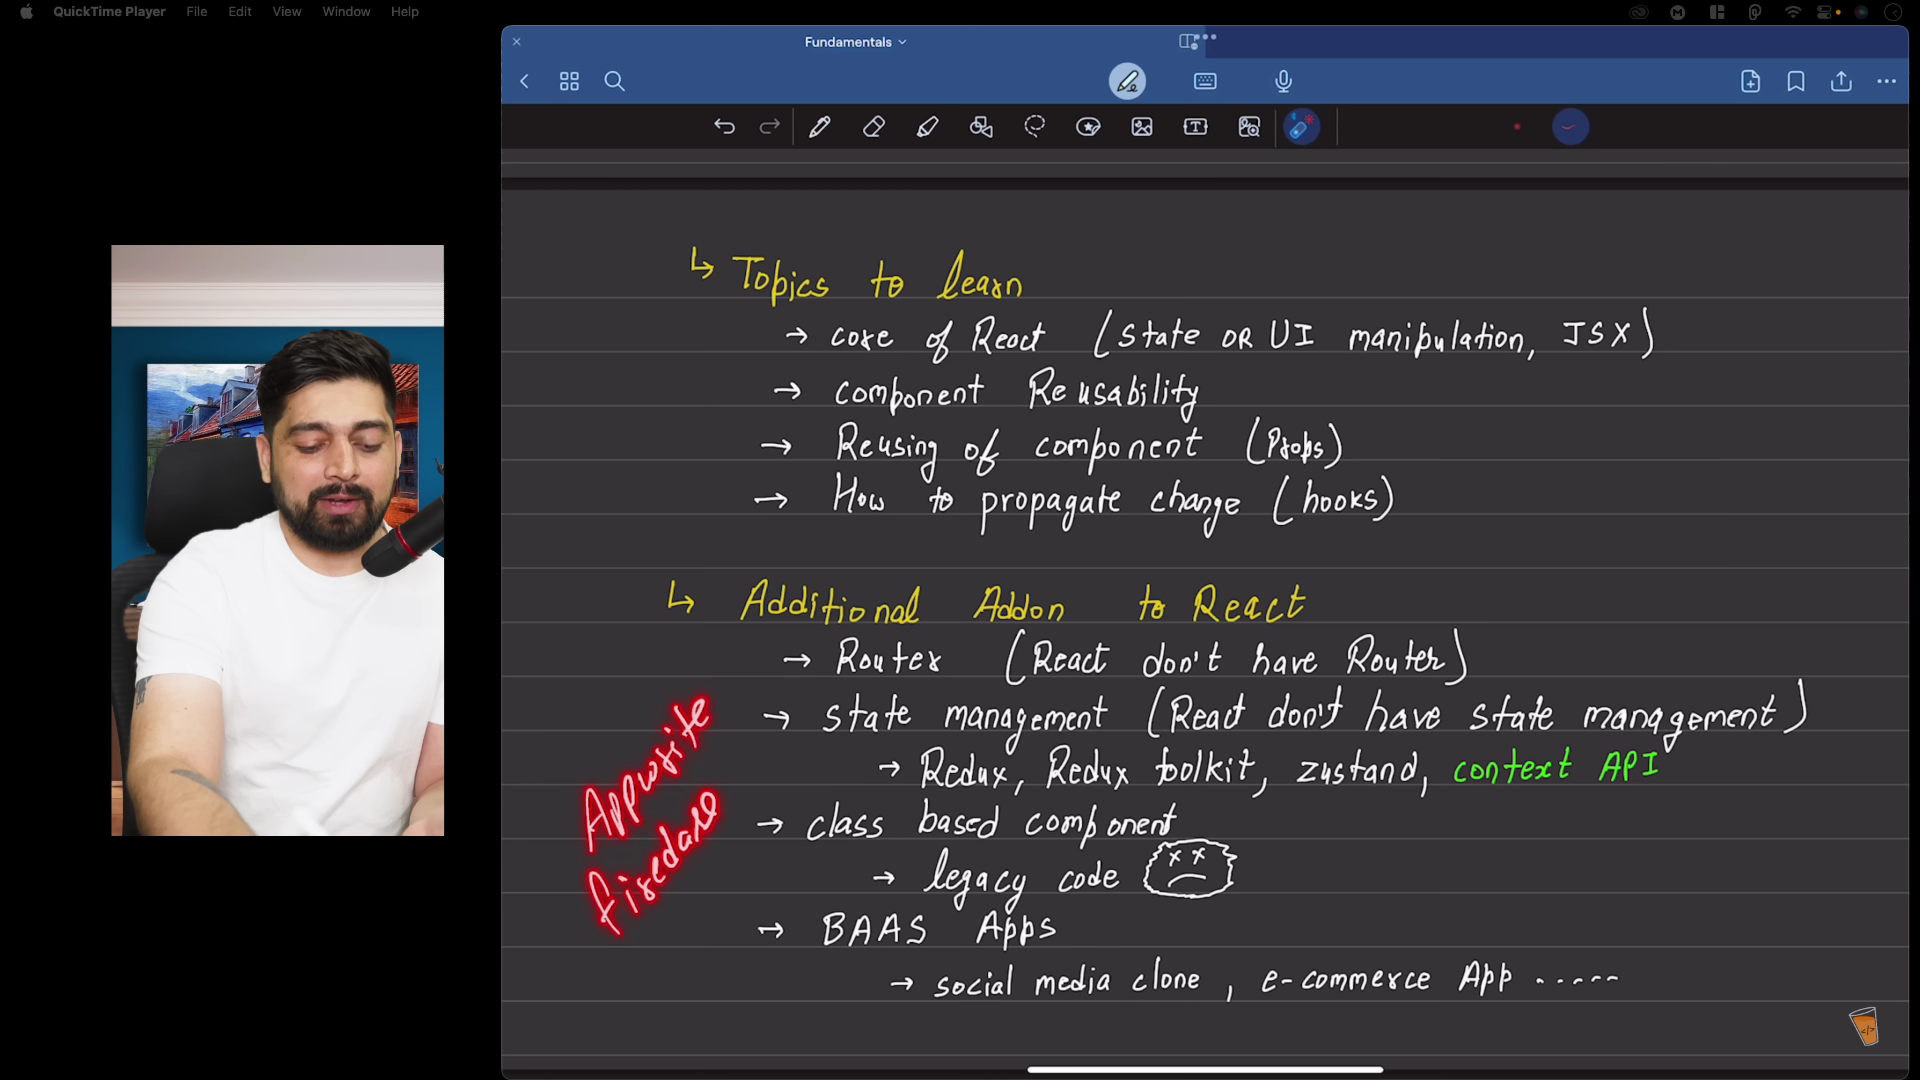 QuickTime Player File Edit View Window Help
Fundamentals
↳ Topics to learn
→ core of React (state OR UI manipulation, JSX)
→ component Reusability
→ Reusing of component (Props)
→ How to propagate change (hooks)
↳ Additional Addon to React
→ Router (React don't have Router)
→ state management (React don't have state management)
→ Redux, Redux toolkit, zustand, context API
→ class based component
→ legacy code
→ BAAS Apps
→ social media clone, e-commerce App .....
Appwrite